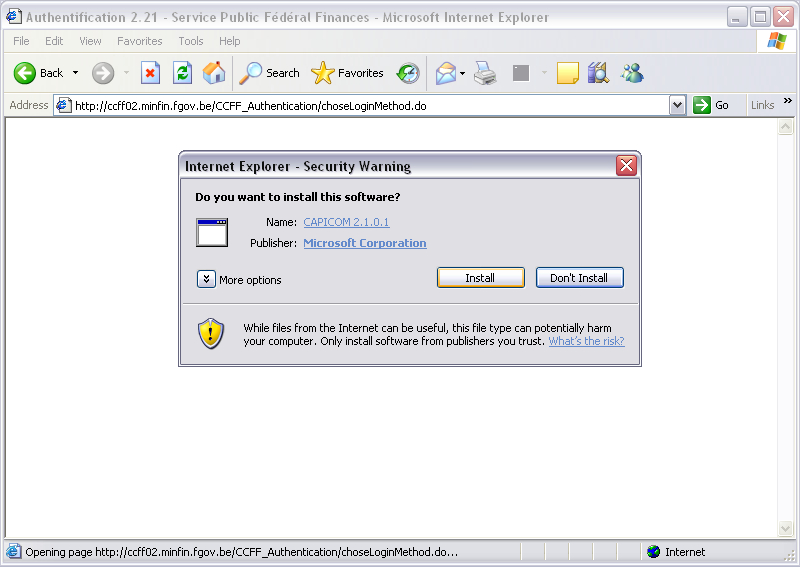 Authentification 2.21 - Service Public Fédéral Finances - Microsoft Internet Explorer
File Edit View Favorites Tools Help
Back Search Favorites
Address http://ccff02.minfin.fgov.be/CCFF_Authentication/choseLoginMethod.do Go Links »
Internet Explorer - Security Warning
Do you want to install this software?
Name: CAPICOM 2.1.0.1
Publisher: Microsoft Corporation
More options Install Don't Install
While files from the Internet can be useful, this file type can potentially harm
your computer. Only install software from publishers you trust. What's the risk?
Opening page http://ccff02.minfin.fgov.be/CCFF_Authentication/choseLoginMethod.do... Internet